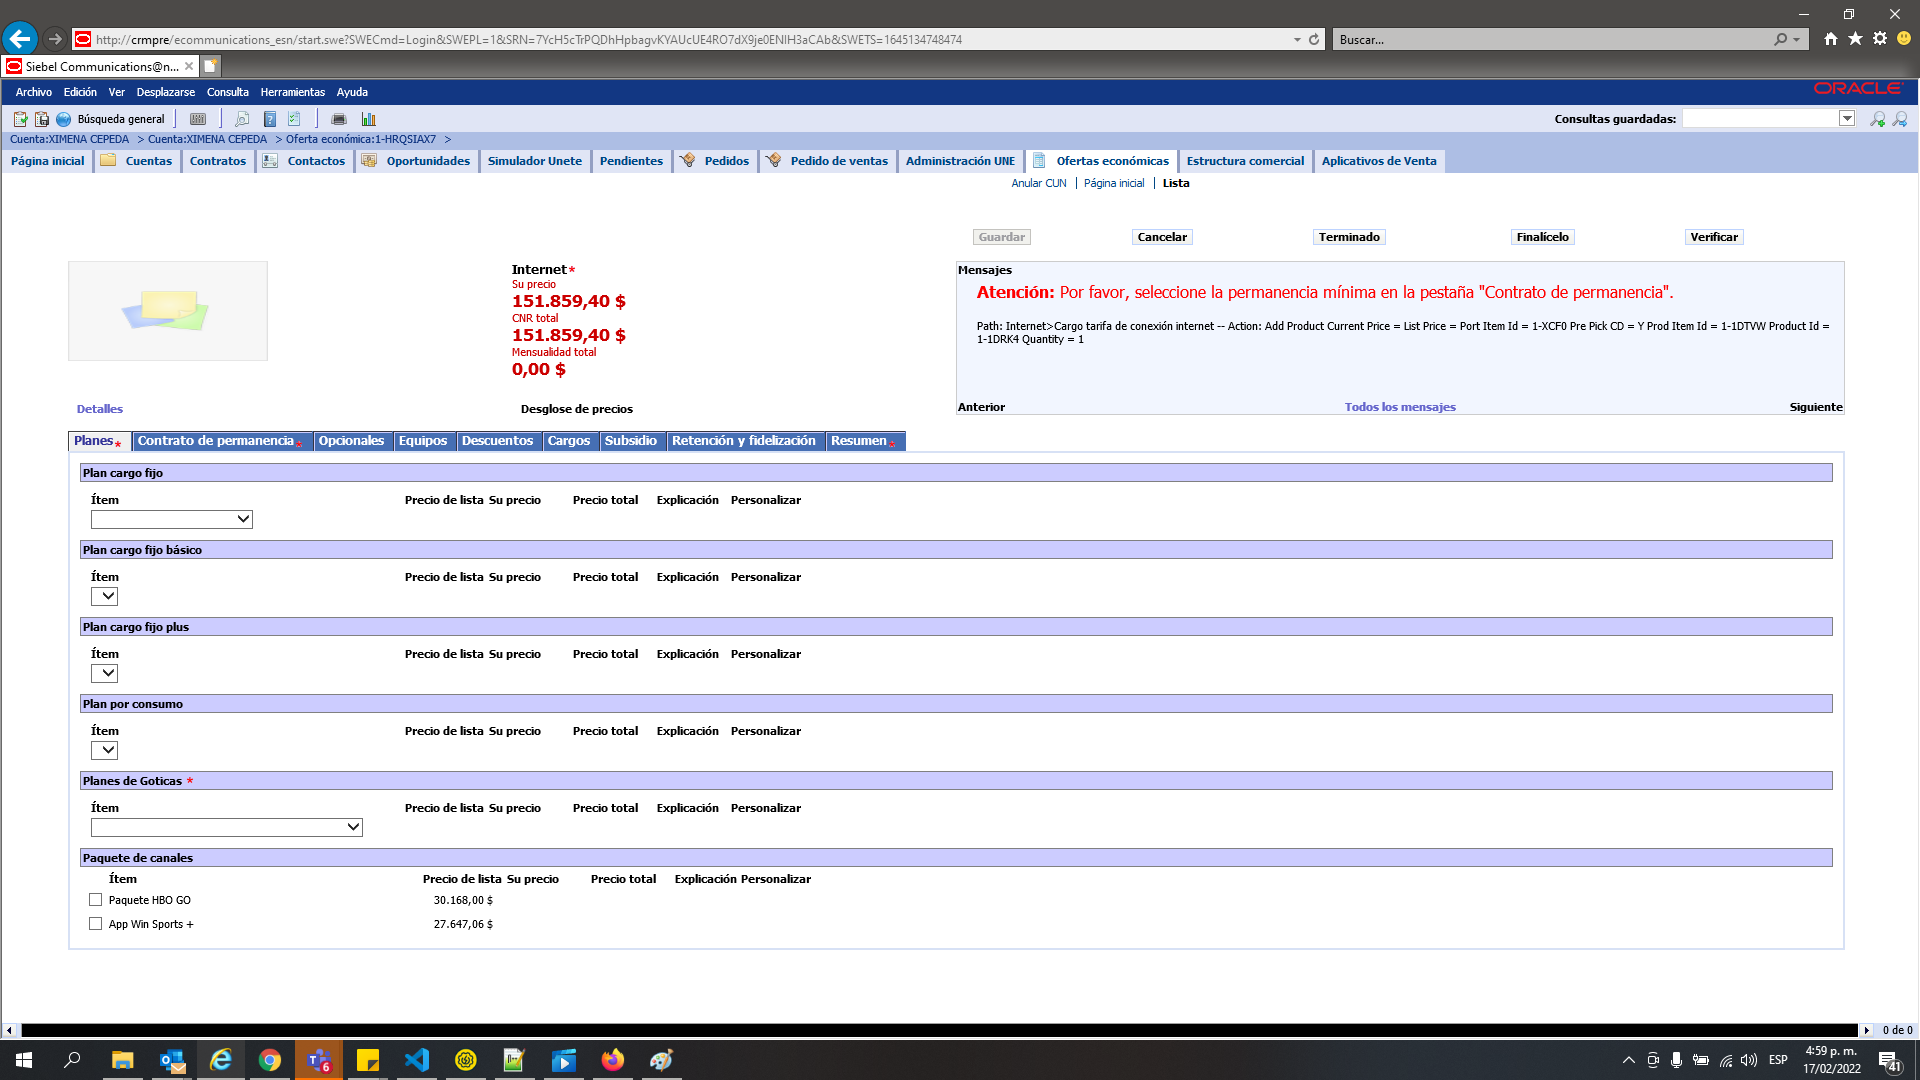 http://crmpre/ecommunications_esn/start.swe?SWECmd=Login&SWEPL=1&SRN=7YcH5cTrPQDhHpbagvKYAUcUE4RO7dX9je0ENIH3aCAb&SWETS=1645134748474
Buscar...
Siebel Communications@n...
Archivo Edición Ver Desplazarse Consulta Herramientas Ayuda
ORACLE
Búsqueda general
Consultas guardadas:
Cuenta:XIMENA CEPEDA > Cuenta:XIMENA CEPEDA > Oferta económica:1-HRQSIAX7 >
Página inicial Cuentas Contratos Contactos Oportunidades Simulador Unete Pendientes Pedidos Pedido de ventas Administración UNE Ofertas económicas Estructura comercial Aplicativos de Venta
Anular CUN | Página inicial | Lista
Guardar Cancelar Terminado Finalícelo Verificar
Internet*
Su precio
151.859,40 $
CNR total
151.859,40 $
Mensualidad total
0,00 $
Mensajes
Atención: Por favor, seleccione la permanencia mínima en la pestaña "Contrato de permanencia".
Path: Internet>Cargo tarifa de conexión internet -- Action: Add Product Current Price = List Price = Port Item Id = 1-XCF0 Pre Pick CD = Y Prod Item Id = 1-1DTVW Product Id =
1-1DRK4 Quantity = 1
Anterior Todos los mensajes Siguiente
Detalles Desglose de precios
Planes* Contrato de permanencia* Opcionales Equipos Descuentos Cargos Subsidio Retención y fidelización Resumen*
Plan cargo fijo
Ítem Precio de lista Su precio Precio total Explicación Personalizar
Plan cargo fijo básico
Ítem Precio de lista Su precio Precio total Explicación Personalizar
Plan cargo fijo plus
Ítem Precio de lista Su precio Precio total Explicación Personalizar
Plan por consumo
Ítem Precio de lista Su precio Precio total Explicación Personalizar
Planes de Goticas *
Ítem Precio de lista Su precio Precio total Explicación Personalizar
Paquete de canales
Ítem Precio de lista Su precio Precio total Explicación Personalizar
Paquete HBO GO 30.168,00 $
App Win Sports + 27.647,06 $
0 de 0
6
ESP
4:59 p. m.
17/02/2022
41